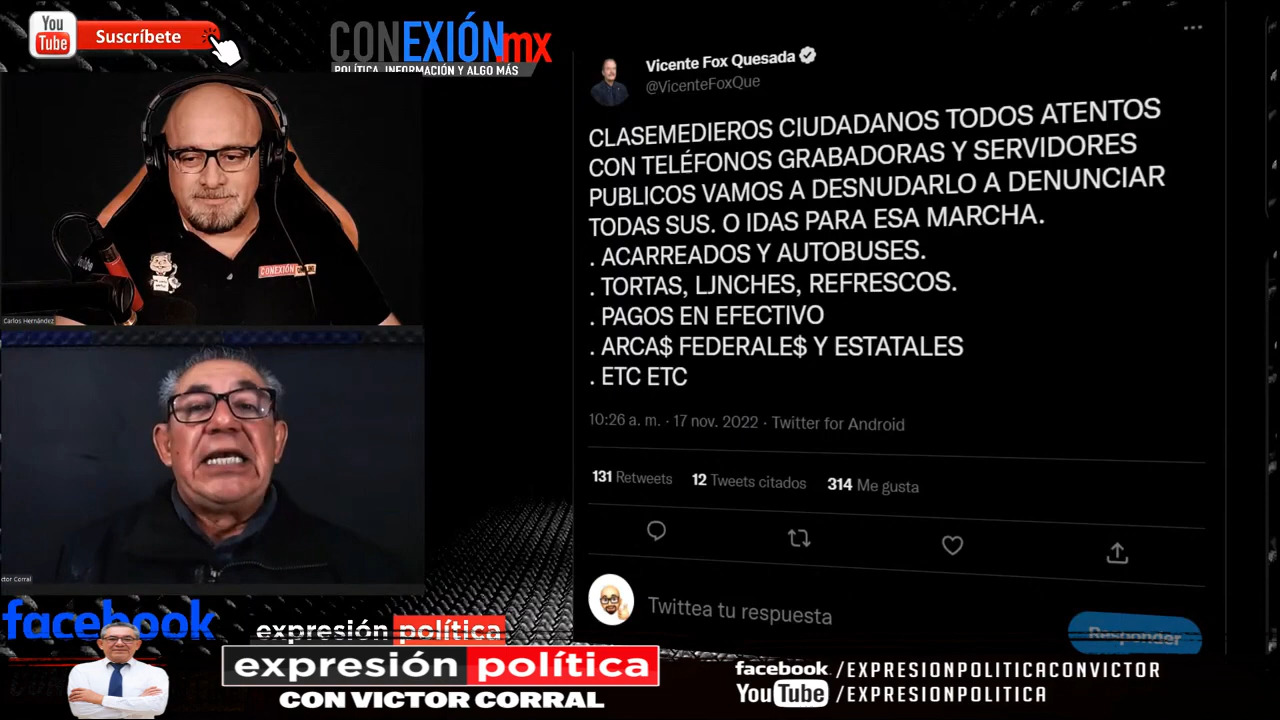 You
Tube
Suscríbete
CONEXIÓNmx
POLÍTICA, INFORMACIÓN Y ALGO MÁS
Carlos Hernández
CONEXIÓN
ctor Corral
Vicente Fox Quesada
@VicenteFoxQue
CLASEMEDIEROS CIUDADANOS TODOS ATENTOS
CON TELÉFONOS GRABADORAS Y SERVIDORES
PUBLICOS VAMOS A DESNUDARLO A DENUNCIAR
TODAS SUS. O IDAS PARA ESA MARCHA.
. ACARREADOS Y AUTOBUSES.
. TORTAS, LJNCHES, REFRESCOS.
. PAGOS EN EFECTIVO
. ARCA$ FEDERALE$ Y ESTATALES
. ETC ETC
10:26 a. m. · 17 nov. 2022 · Twitter for Android
131 Retweets 12 Tweets citados 314 Me gusta
Twittea tu respuesta
Responder
facebook
expresión política
expresión política
CON VICTOR CORRAL
facebook. /EXPRESIONPOLITICACONVICTOR
YouTube /EXPRESIONPOLITICA